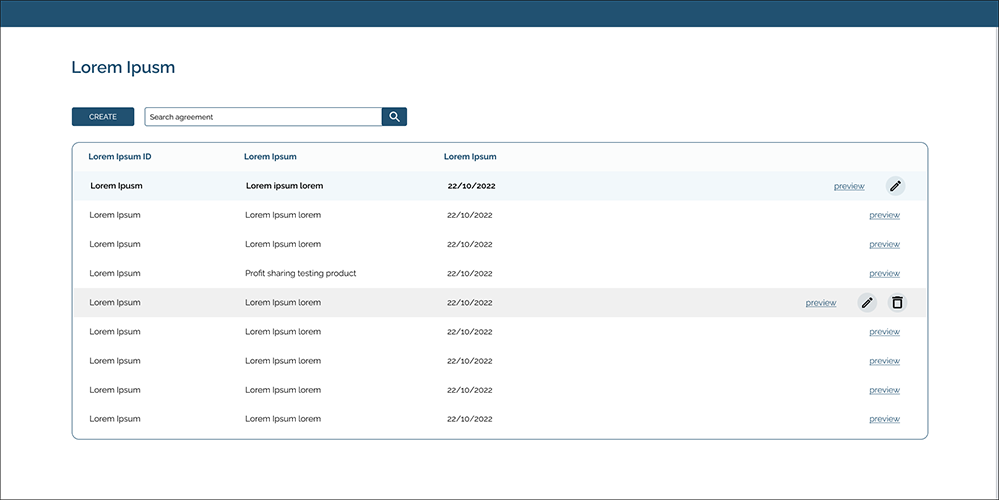 Lorem Ipusm
CREATE Search agreement
Lorem Ipsum ID Lorem Ipsum Lorem Ipsum
Lorem Ipusm Lorem ipsum lorem 22/10/2022 preview
Lorem Ipsum Lorem Ipsum lorem 22/10/2022 preview
Lorem Ipsum Lorem Ipsum lorem 22/10/2022 preview
Lorem Ipsum Profit sharing testing product 22/10/2022 preview
Lorem Ipsum Lorem Ipsum lorem 22/10/2022 preview
Lorem Ipsum Lorem Ipsum lorem 22/10/2022 preview
Lorem Ipsum Lorem Ipsum lorem 22/10/2022 preview
Lorem Ipsum Lorem Ipsum lorem 22/10/2022 preview
Lorem Ipsum Lorem Ipsum lorem 22/10/2022 preview